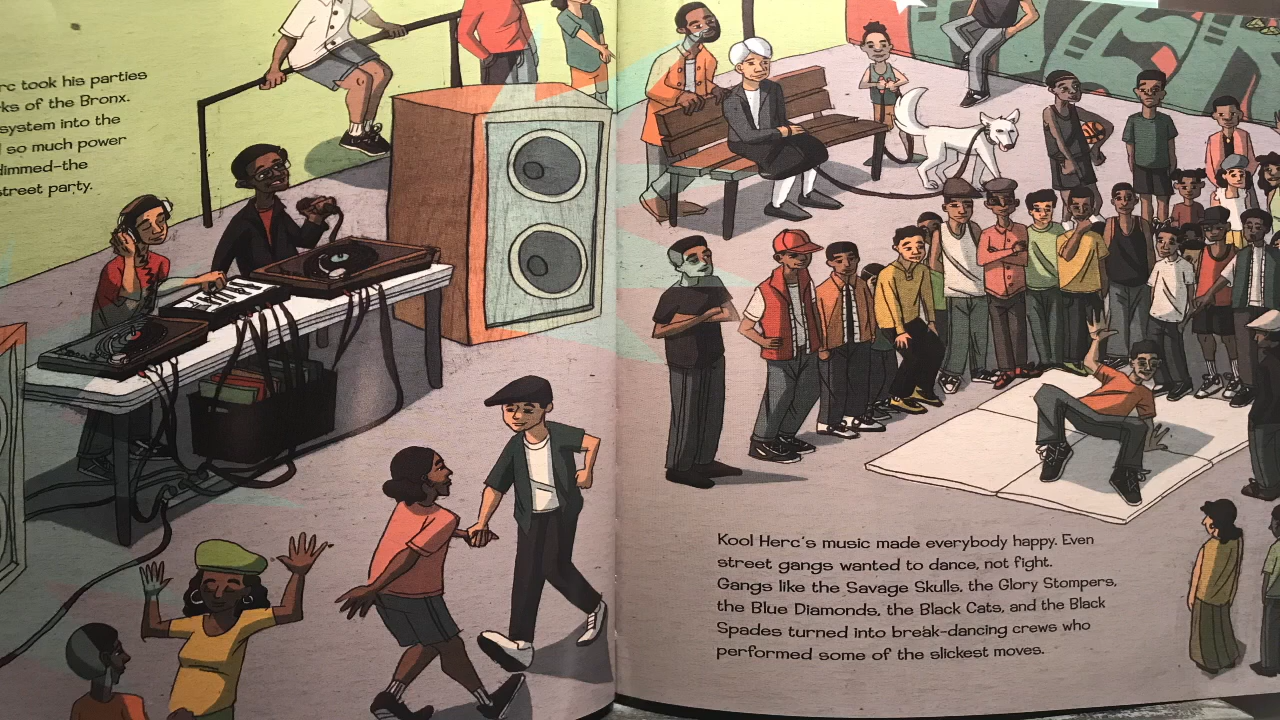 rc took his parties
ks of the Bronx.
system into the
so much power
dimmed–the
street party.
Kool Herc's music made everybody happy. Even
street gangs wanted to dance, not fight.
Gangs like the Savage Skulls, the Glory Stompers,
the Blue Diamonds, the Black Cats, and the Black
Spades turned into break-dancing crews who
performed some of the slickest moves.